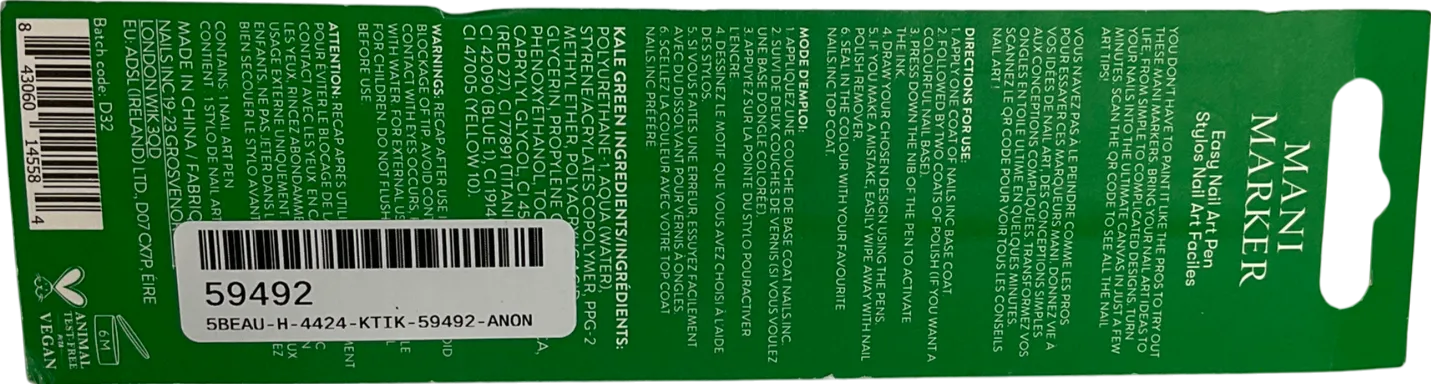 MANI
MARKER
Easy Nail Art Pen
Stylos Nail Art Faciles
YOU DON'T HAVE TO PAINT IT LIKE THE PROS TO TRY OUT
THESE MANI MARKERS. BRING YOUR NAIL ART IDEAS TO
LIFE, FROM SIMPLE TO COMPLICATED DESIGNS. TURN
YOUR NAILS INTO THE ULTIMATE CANVAS IN JUST A FEW
MINUTES. SCAN THE QR CODE TO SEE ALL THE NAIL
ART TIPS!
VOUS N'AVEZ PAS À LE PEINDRE COMME LES PROS
POUR ESSAYER CES MARQUEURS MANI. DONNEZ VIE À
VOS IDÉES DE NAIL ART, DES CONCEPTIONS SIMPLES
AUX CONCEPTIONS COMPLIQUÉES. TRANSFORMEZ VOS
ONGLES EN TOILE ULTIME EN QUELQUES MINUTES.
SCANNEZ LE QR CODE POUR VOIR TOUS LES CONSEILS
NAIL ART !
DIRECTIONS FOR USE:
1. APPLY ONE COAT OF NAILS.INC BASE COAT
2. FOLLOWED BY TWO COATS OF POLISH (IF YOU WANT A
COLOURFUL NAIL BASE).
3. PRESS DOWN THE NIB OF THE PEN TO ACTIVATE
THE INK.
4. DRAW YOUR CHOSEN DESIGN USING THE PENS.
5. IF YOU MAKE A MISTAKE, EASILY WIPE AWAY WITH NAIL
POLISH REMOVER.
6. SEAL IN THE COLOUR WITH YOUR FAVOURITE
NAILS.INC TOP COAT.
MODE D'EMPLOI:
1. APPLIQUEZ UNE COUCHE DE BASE COAT NAILS.INC.
2. SUIVI DE DEUX COUCHES DE VERNIS (SI VOUS VOULEZ
UNE BASE D'ONGLE COLORÉE).
3. APPUYEZ SUR LA POINTE DU STYLO POUR ACTIVER
L'ENCRE.
4. DESSINEZ LE MOTIF QUE VOUS AVEZ CHOISI À L'AIDE
DES STYLOS.
5. SI VOUS FAITES UNE ERREUR, ESSUYEZ FACILEMENT
AVEC DU DISSOLVANT POUR VERNIS À ONGLES.
6. SCELLEZ LA COULEUR AVEC VOTRE TOP COAT
NAILS.INC PRÉFÉRÉ
KALE GREEN INGREDIENTS/INGRÉDIENTS:
POLYURETHANE-1, AQUA (WATER),
STYRENE/ACRYLATES COPOLYMER, PPG-2
METHYL ETHER, POLYACRYL
GLYCERIN, PROPYLENE
PHENOXYETHANOL, TOC
CAPRYLYL GLYCOL, CI 45
(RED 27), CI 77891 (TITANI
CI 42090 (BLUE 1), CI 1914
CI 47005 (YELLOW 10).
WARNINGS: RECAP AFTER USE
BLOCKAGE OF TIP. AVOID CONT
CONTACT WITH EYES OCCURS,
WITH WATER. FOR EXTERNAL US
FOR CHILDREN. DO NOT FLUSH
BEFORE USE.
ATTENTION: RECAP APRÈS UTILI
POUR ÉVITER LE BLOCAGE DE LA
CONTACT AVEC LES YEUX. EN C
LES YEUX, RINCEZ ABONDAMME
USAGE EXTERNE UNIQUEMENT
ENFANTS. NE PAS JETER DANS L
BIEN SECOUER LE STYLO AVANT
CONTAINS: 1 NAIL ART PEN
CONTIENT: 1 STYLO DE NAIL ART
MADE IN CHINA / FABRIQ
NAILS.INC, 19-23 GROSVENOR
LONDON W1K 3QD
EU: ADSL (IRELAND) LTD., D07 CX7P, ÉIRE
Batch code: D32
8 43060 14558 4
59492
5BEAU-H-4424-KTIK-59492-ANON
6M
ANIMAL
TEST FREE
VEGAN